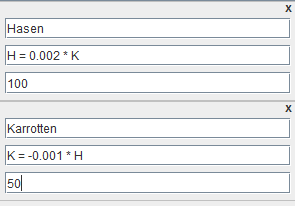 x
Hasen
H = 0.002 * K
100
x
Karrotten
K = -0.001 * H
50